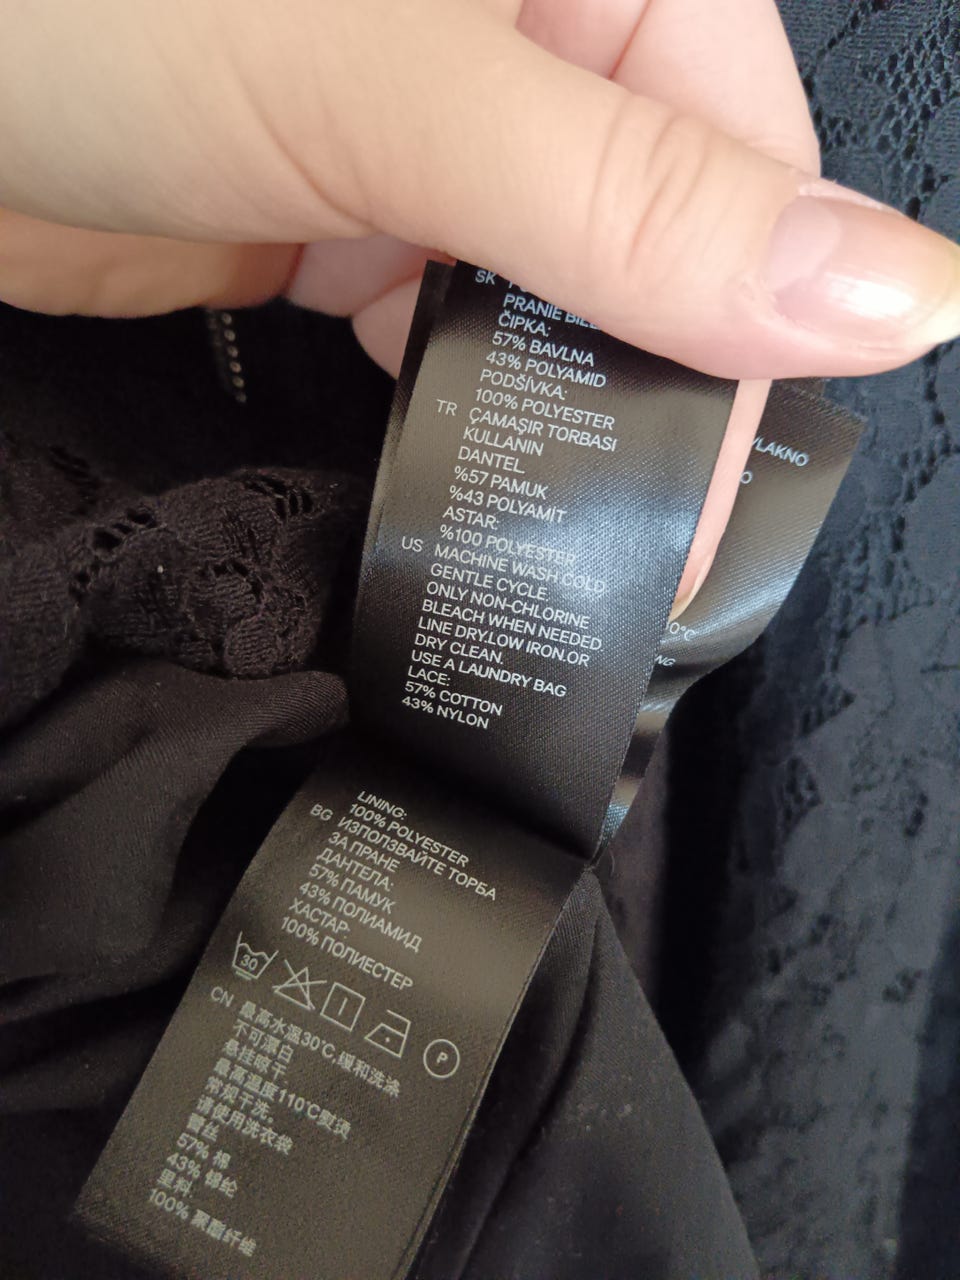 SK
PRANIE
ČIPKA:
57% BAVLNA
43% POLYAMID
PODŠÍVKA:
100% POLYESTER
TR ÇAMAŞIR TORBASI
KULLANIN
DANTEL
%57 PAMUK
%43 POLYAMİT
ASTAR:
%100 POLYESTER
US MACHINE WASH COLD
GENTLE CYCLE
ONLY NON-CHLORINE
BLEACH WHEN NEEDED
LINE DRY.LOW IRON.OR
DRY CLEAN.
USE A LAUNDRY BAG
LACE:
57% COTTON
43% NYLON
LINING:
100% POLYESTER
BG ИЗПОЛЗВАЙТЕ ТОРБА
ЗА ПРАНЕ
ДАНТЕЛА:
57% ПАМУК
43% ПОЛИАМИД
ХАСТАР:
100% ПОЛИЕСТЕР
30
P
CN 最高水温30°C,缓和洗涤
不可漂白
悬挂晾干
最高温度110°C熨烫
常规干洗。
请使用洗衣袋
蕾丝
57% 棉
43% 锦纶
里料:
100% 聚酯纤维
VLAKNO